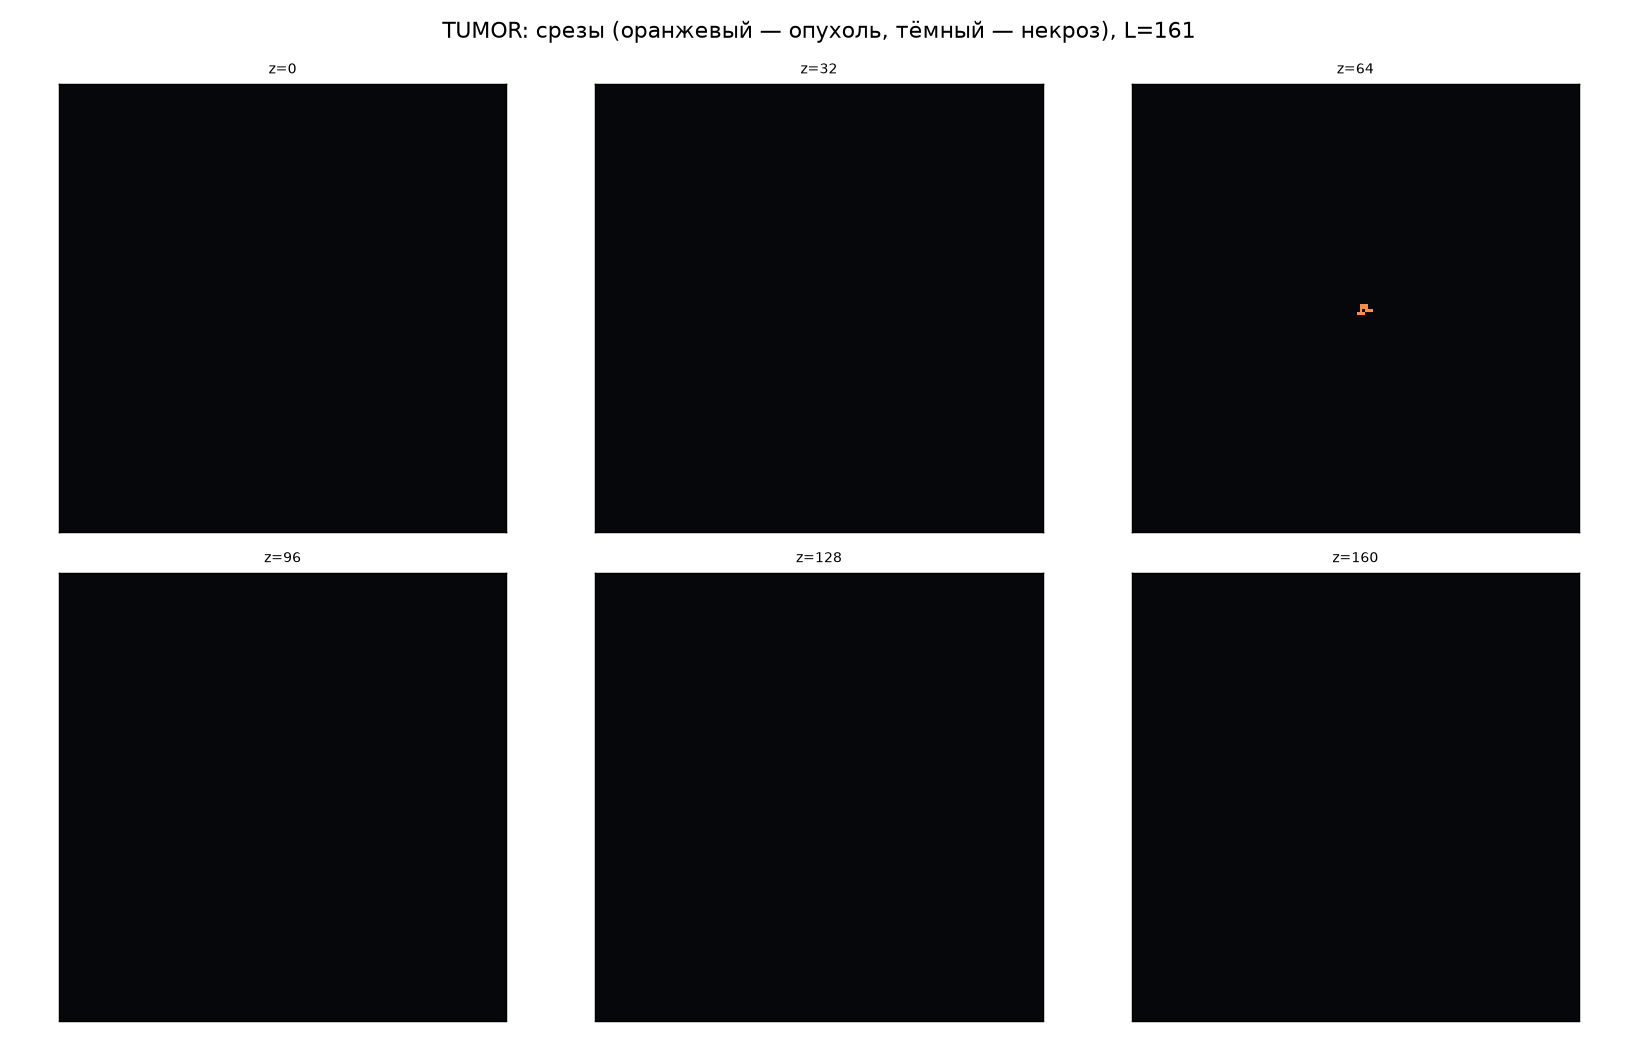 TUMOR: срезы (оранжевый — опухоль, тёмный — некроз), L=161
z=0
z=32
z=64
z=96
z=128
z=160